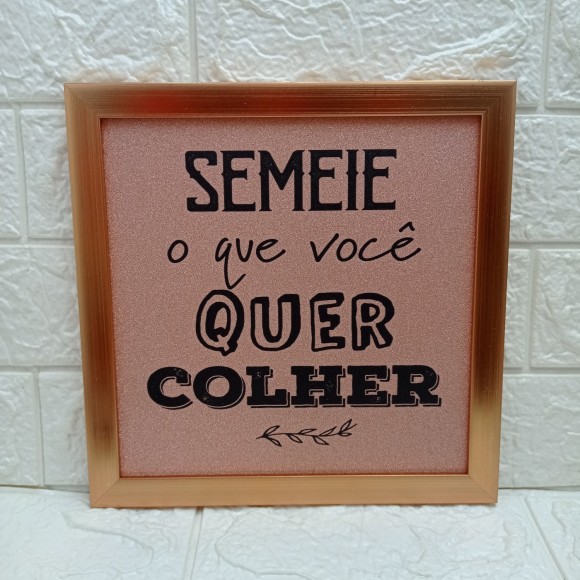 SEMEIE
o que você
QUER
COLHER